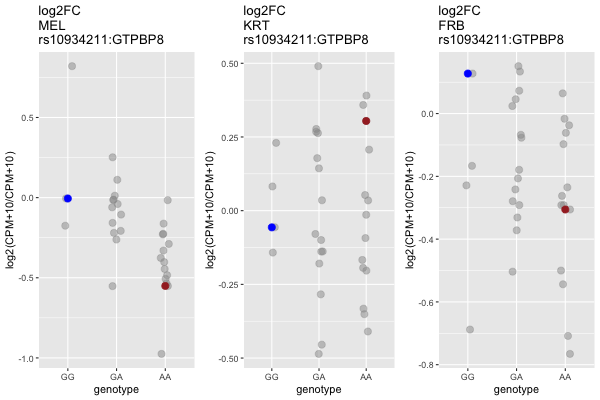 log2FC
MEL
rs10934211:GTPBP8
log2(CPM+10/CPM+10)
0.5
0.0
-0.5
-1.0
GG
GA
AA
genotype
log2FC
KRT
rs10934211:GTPBP8
log2(CPM+10/CPM+10)
0.50
0.25
0.00
-0.25
-0.50
GG
GA
AA
genotype
log2FC
FRB
rs10934211:GTPBP8
log2(CPM+10/CPM+10)
0.0
-0.2
-0.4
-0.6
-0.8
GG
GA
AA
genotype